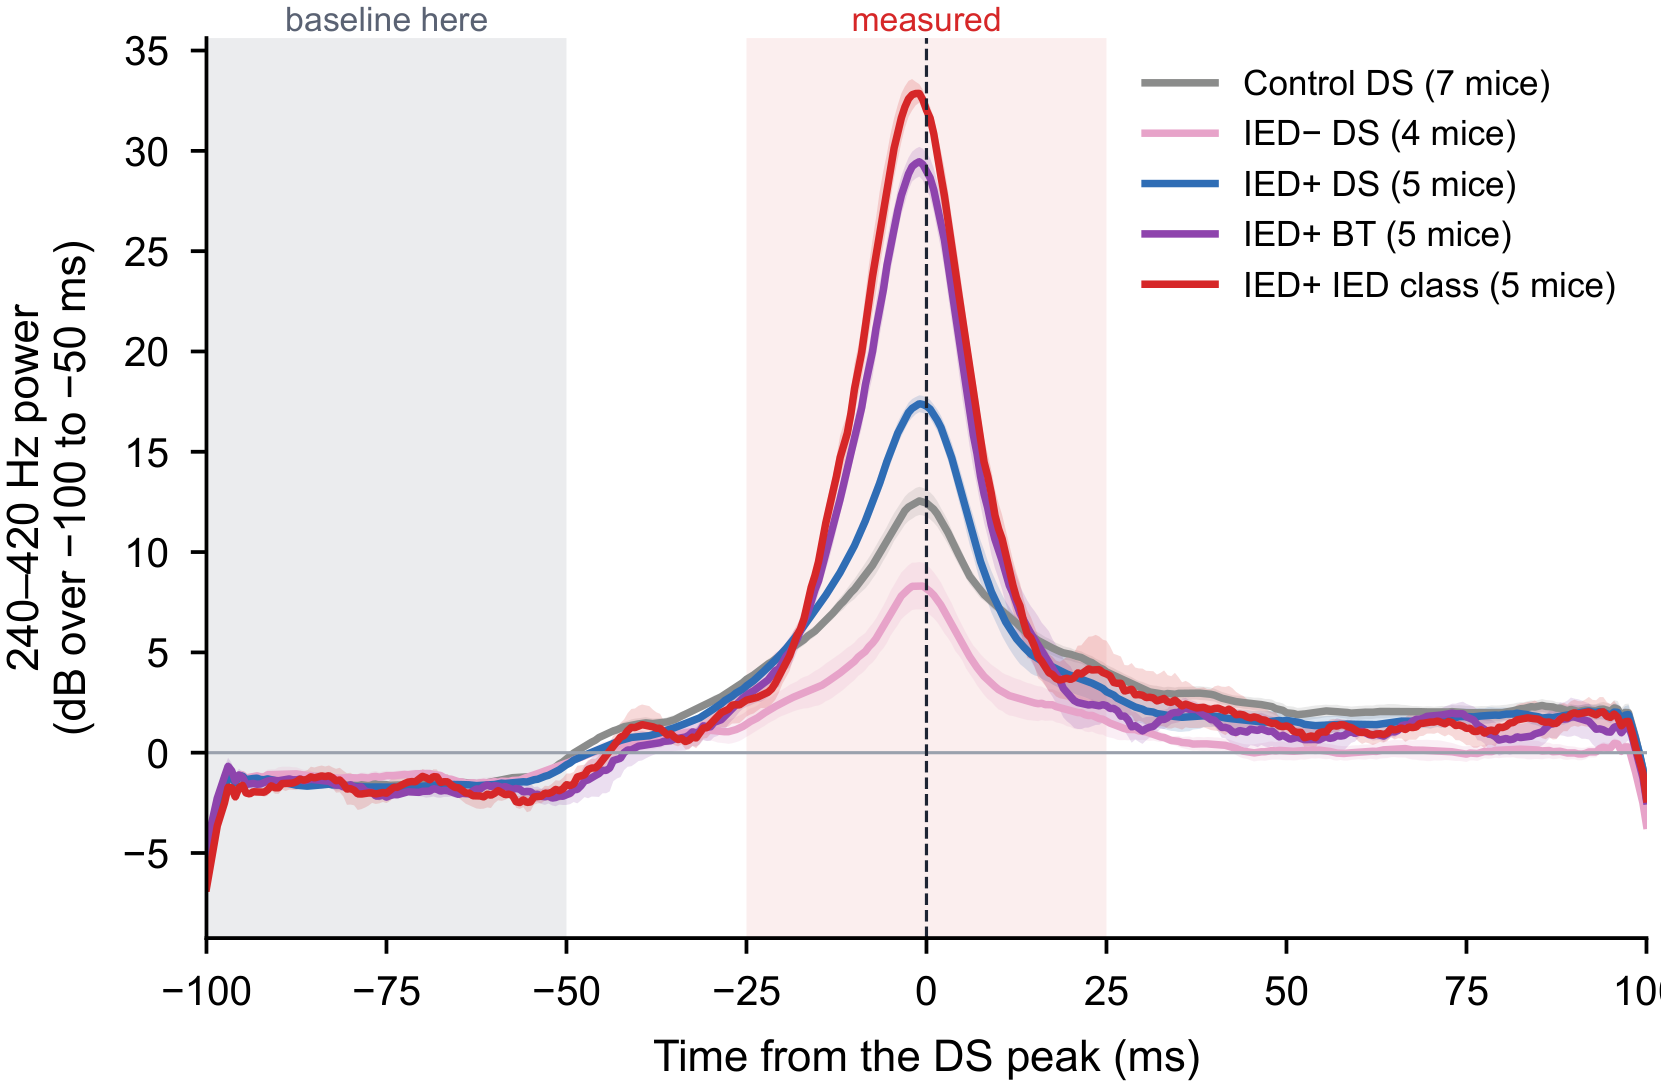 baseline here
measured
35
30
25
20
15
10
5
0
−5
240–420 Hz power
(dB over −100 to −50 ms)
Control DS (7 mice)
IED− DS (4 mice)
IED+ DS (5 mice)
IED+ BT (5 mice)
IED+ IED class (5 mice)
−100 −75 −50 −25 0 25 50 75 10
Time from the DS peak (ms)